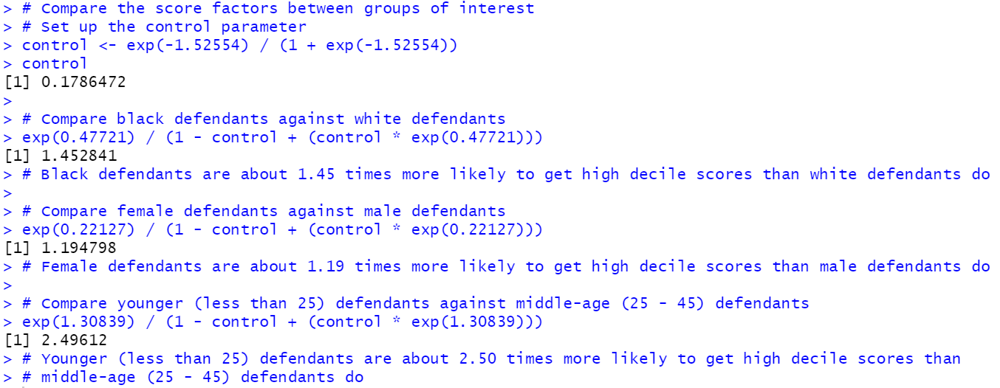 > # Compare the score factors between groups of interest
> # Set up the control parameter
> control <- exp(-1.52554) / (1 + exp(-1.52554))
> control
[1] 0.1786472
>
> # Compare black defendants against white defendants
> exp(0.47721) / (1 - control + (control * exp(0.47721)))
[1] 1.452841
> # Black defendants are about 1.45 times more likely to get high decile scores than white defendants do
>
> # Compare female defendants against male defendants
> exp(0.22127) / (1 - control + (control * exp(0.22127)))
[1] 1.194798
> # Female defendants are about 1.19 times more likely to get high decile scores than male defendants do
>
> # Compare younger (less than 25) defendants against middle-age (25 - 45) defendants
> exp(1.30839) / (1 - control + (control * exp(1.30839)))
[1] 2.49612
> # Younger (less than 25) defendants are about 2.50 times more likely to get high decile scores than
> # middle-age (25 - 45) defendants do